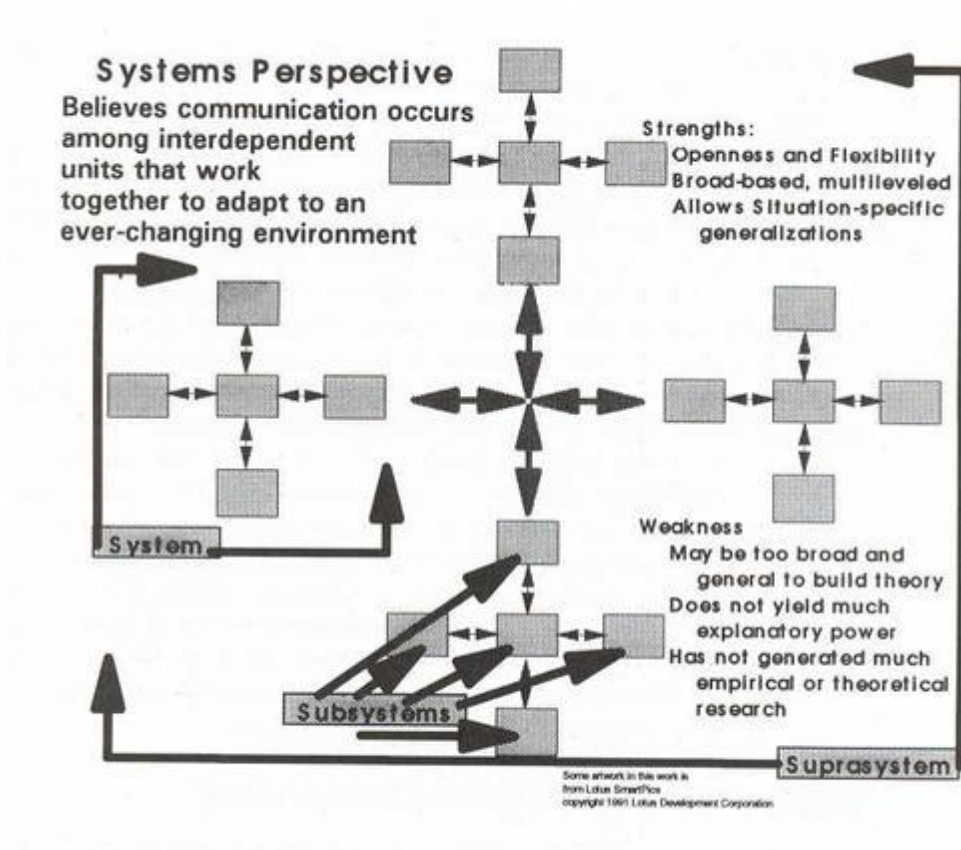 Systems Perspective
Believes communication occurs
among interdependent
units that work
together to adapt to an
ever-changing environment
Strengths:
Openness and Flexibility
Broad-based, multileveled
Allows Situation-specific
generalizations
System
Weakness
May be too broad and
general to build theory
Does not yield much
explanatory power
Has not generated much
empirical or theoretical
research
Subsystems
Suprasystem
Some artwork in this work is
from Lotus SmartPics
copyright 1991 Lotus Development Corporation